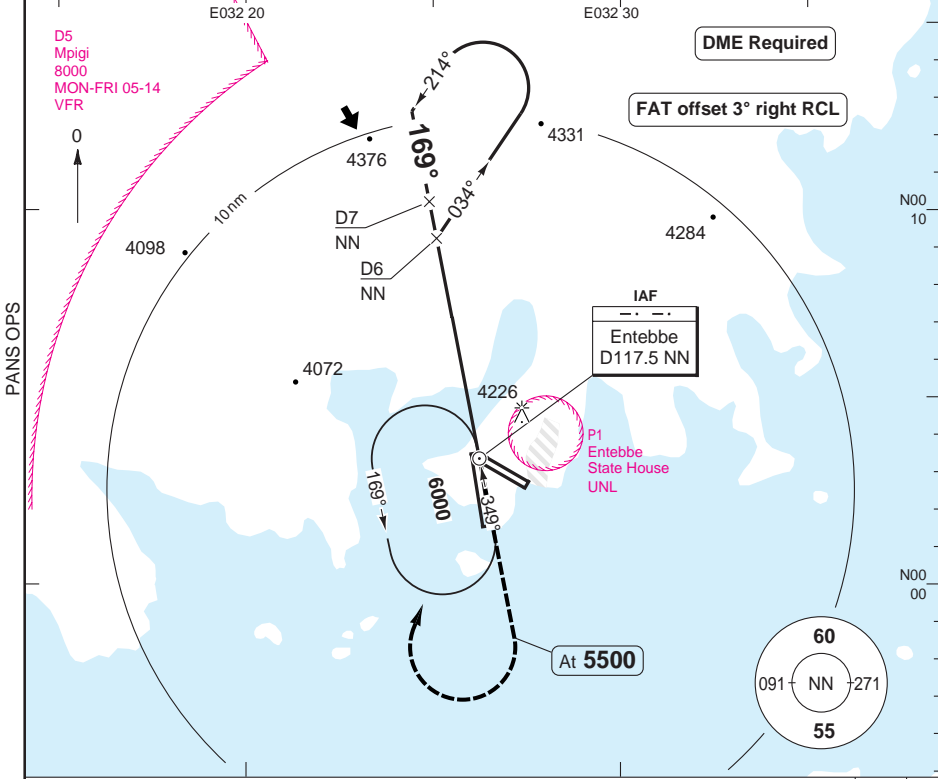 E032 20
E032 30
D5
Mpigi
8000
MON-FRI 05-14
VFR
DME Required
FAT offset 3° right RCL
0
214°
169°
034°
4376
4331
10nm
D7
NN
D6
NN
4098
4284
N00
10
IAF
Entebbe
D117.5 NN
PANS OPS
4072
4226
P1
Entebbe
State House
UNL
169°
6000
349°
N00
00
At 5500
60
091
NN
271
55